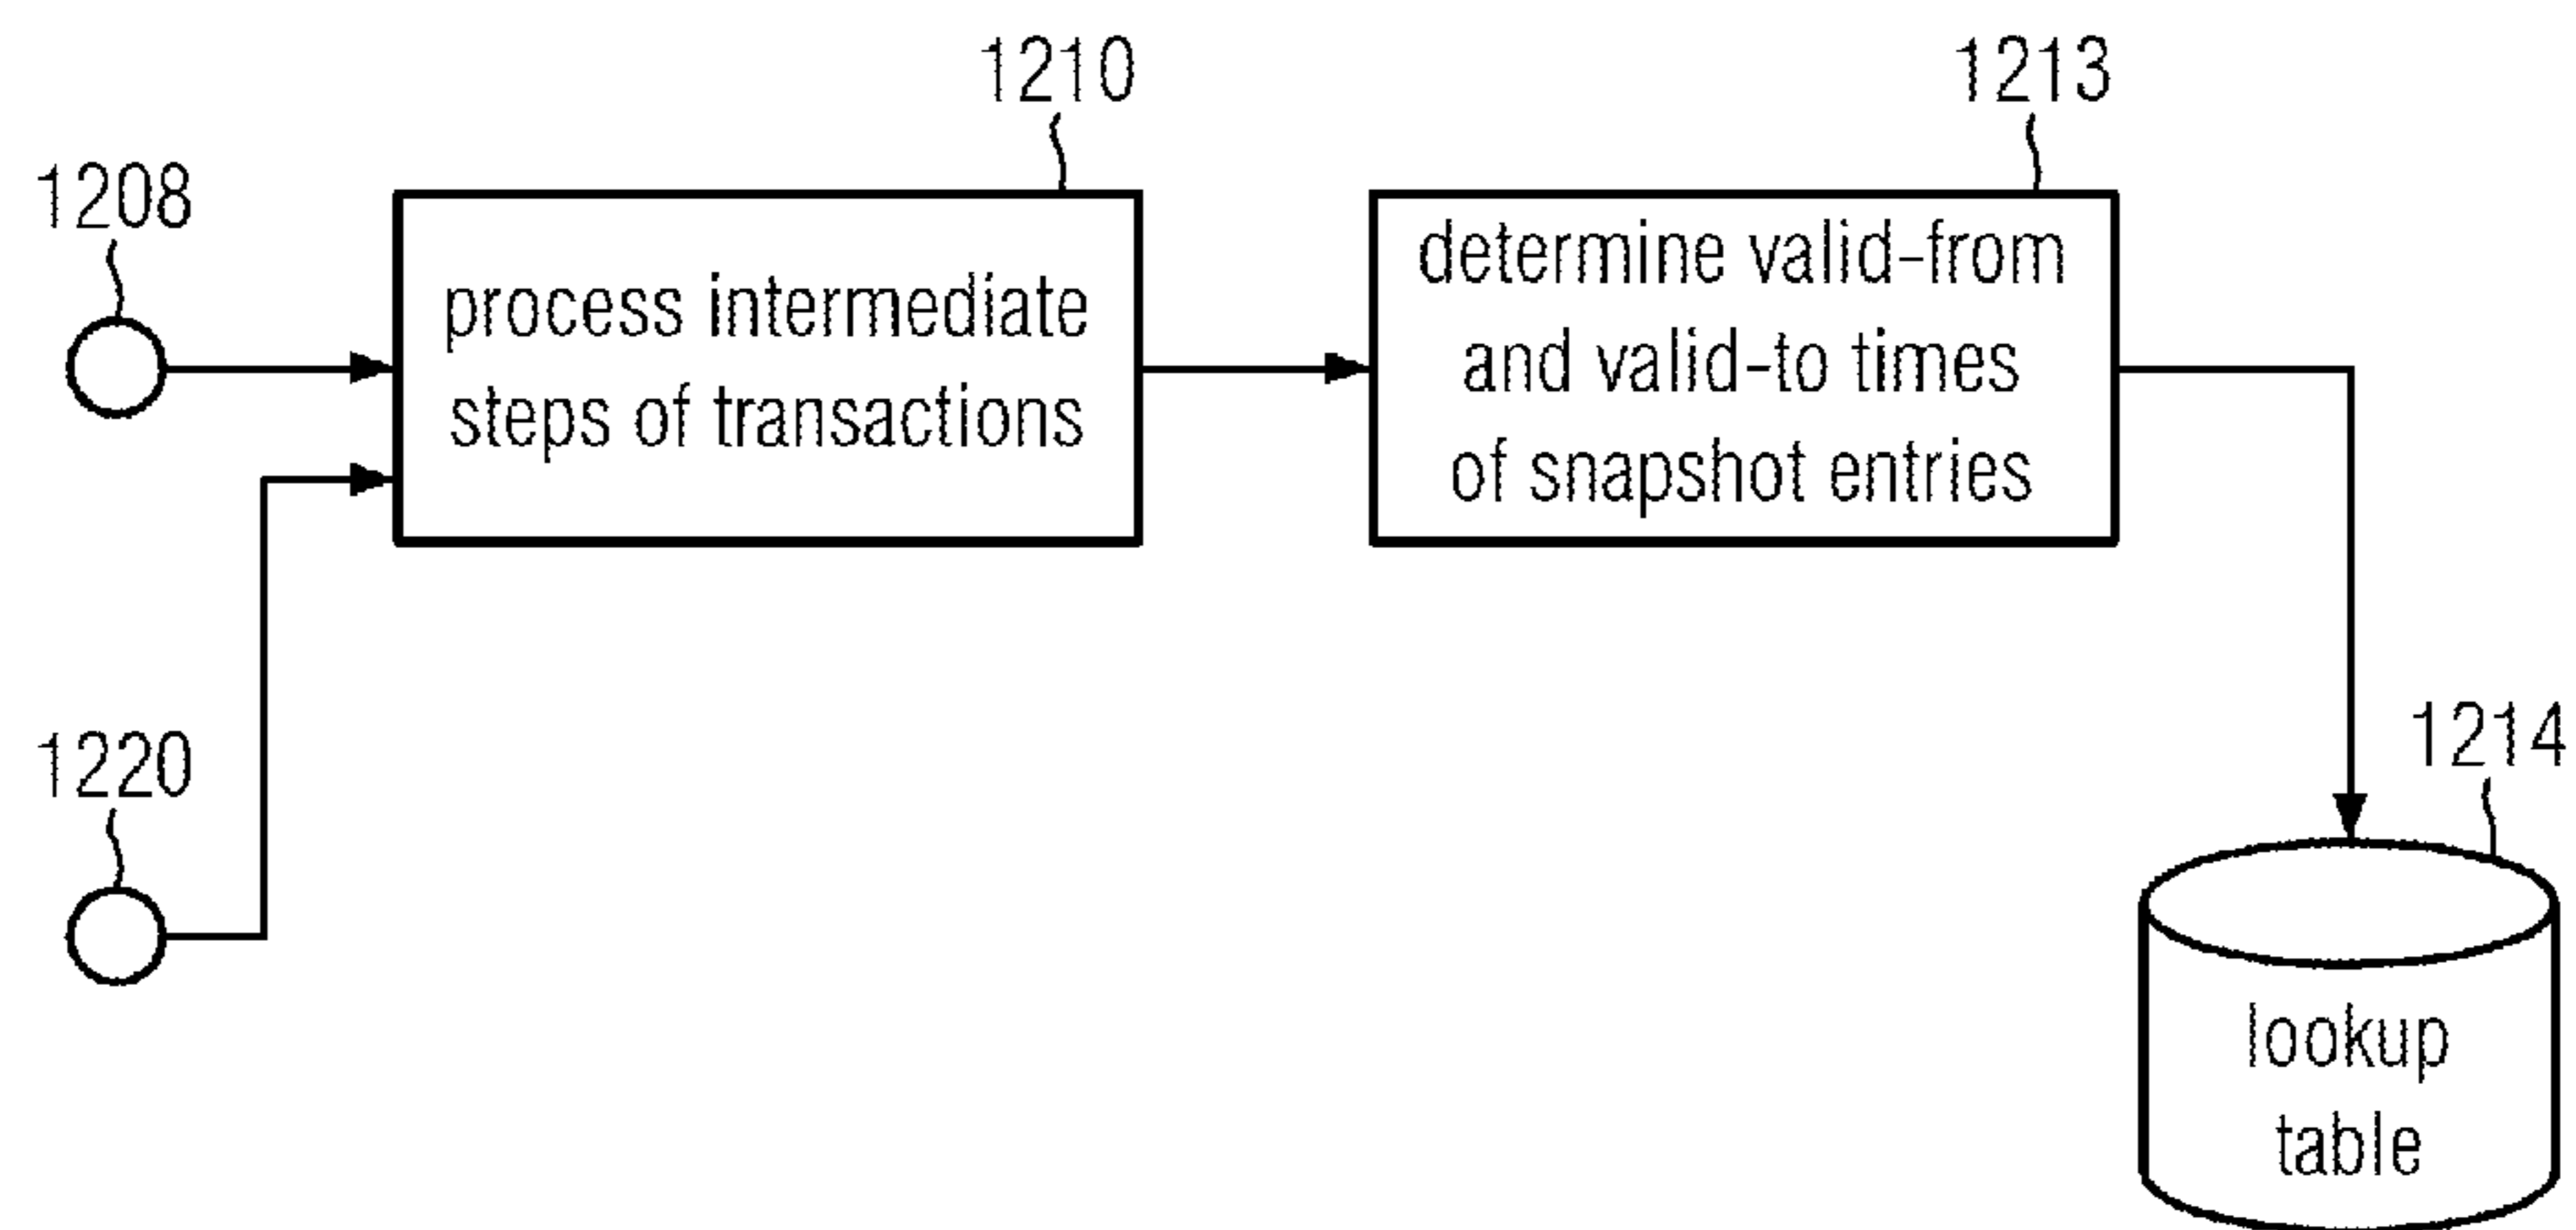 1210
1213
1208
process intermediate
steps of transactions
determine valid-from
and valid-to times
of snapshot entries
1220
1214
lookup
table